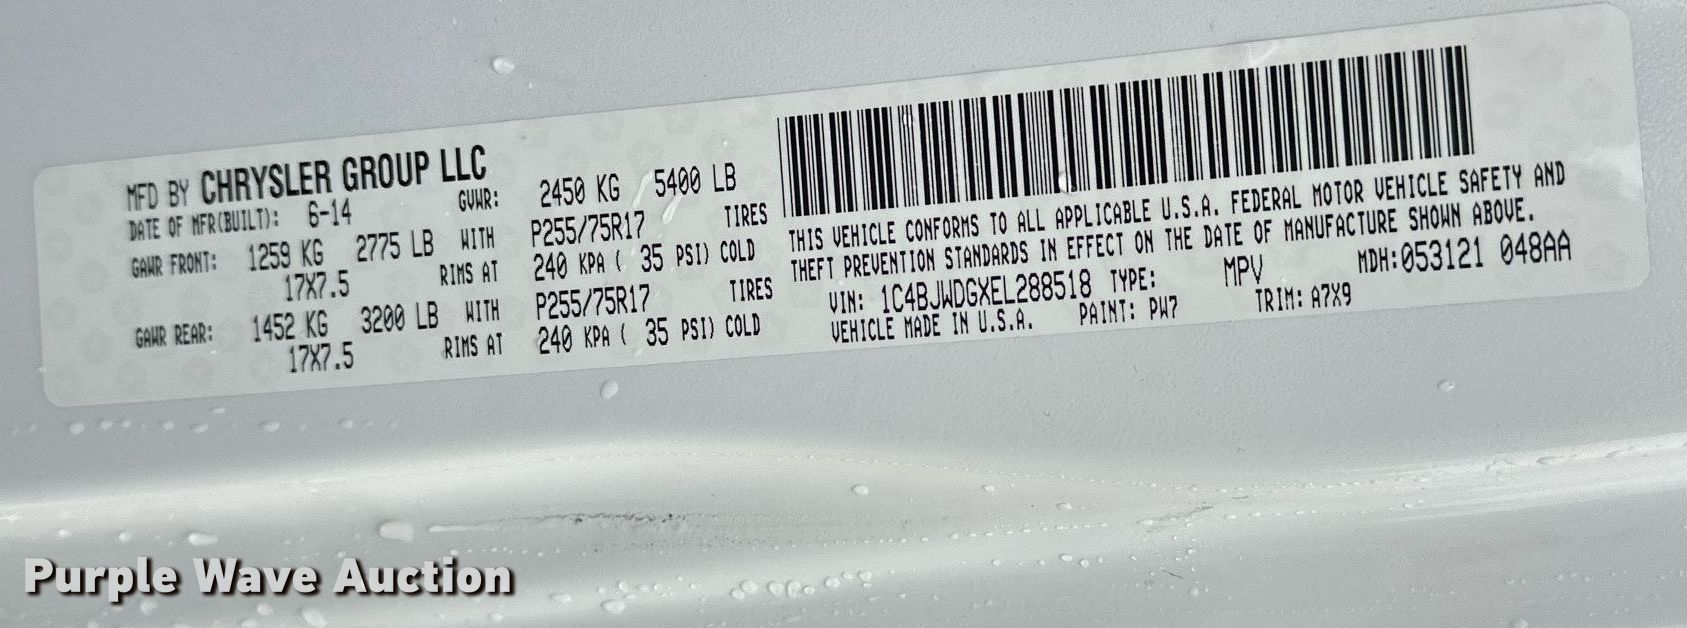 MFD BY CHRYSLER GROUP LLC
DATE OF MFR(BUILT): 6-14 GVWR: 2450 KG 5400 LB
GAWR FRONT: 1259 KG 2775 LB WITH P255/75R17 TIRES
17X7.5 RIMS AT 240 KPA ( 35 PSI) COLD
GAWR REAR: 1452 KG 3200 LB WITH P255/75R17 TIRES
17X7.5 RIMS AT 240 KPA ( 35 PSI) COLD
THIS VEHICLE CONFORMS TO ALL APPLICABLE U.S.A. FEDERAL MOTOR VEHICLE SAFETY AND
THEFT PREVENTION STANDARDS IN EFFECT ON THE DATE OF MANUFACTURE SHOWN ABOVE.
VIN: 1C4BJWDGXEL288518 TYPE: MPV MDH:053121 048AA
VEHICLE MADE IN U.S.A. PAINT: PW7 TRIM: A7X9
Purple Wave Auction